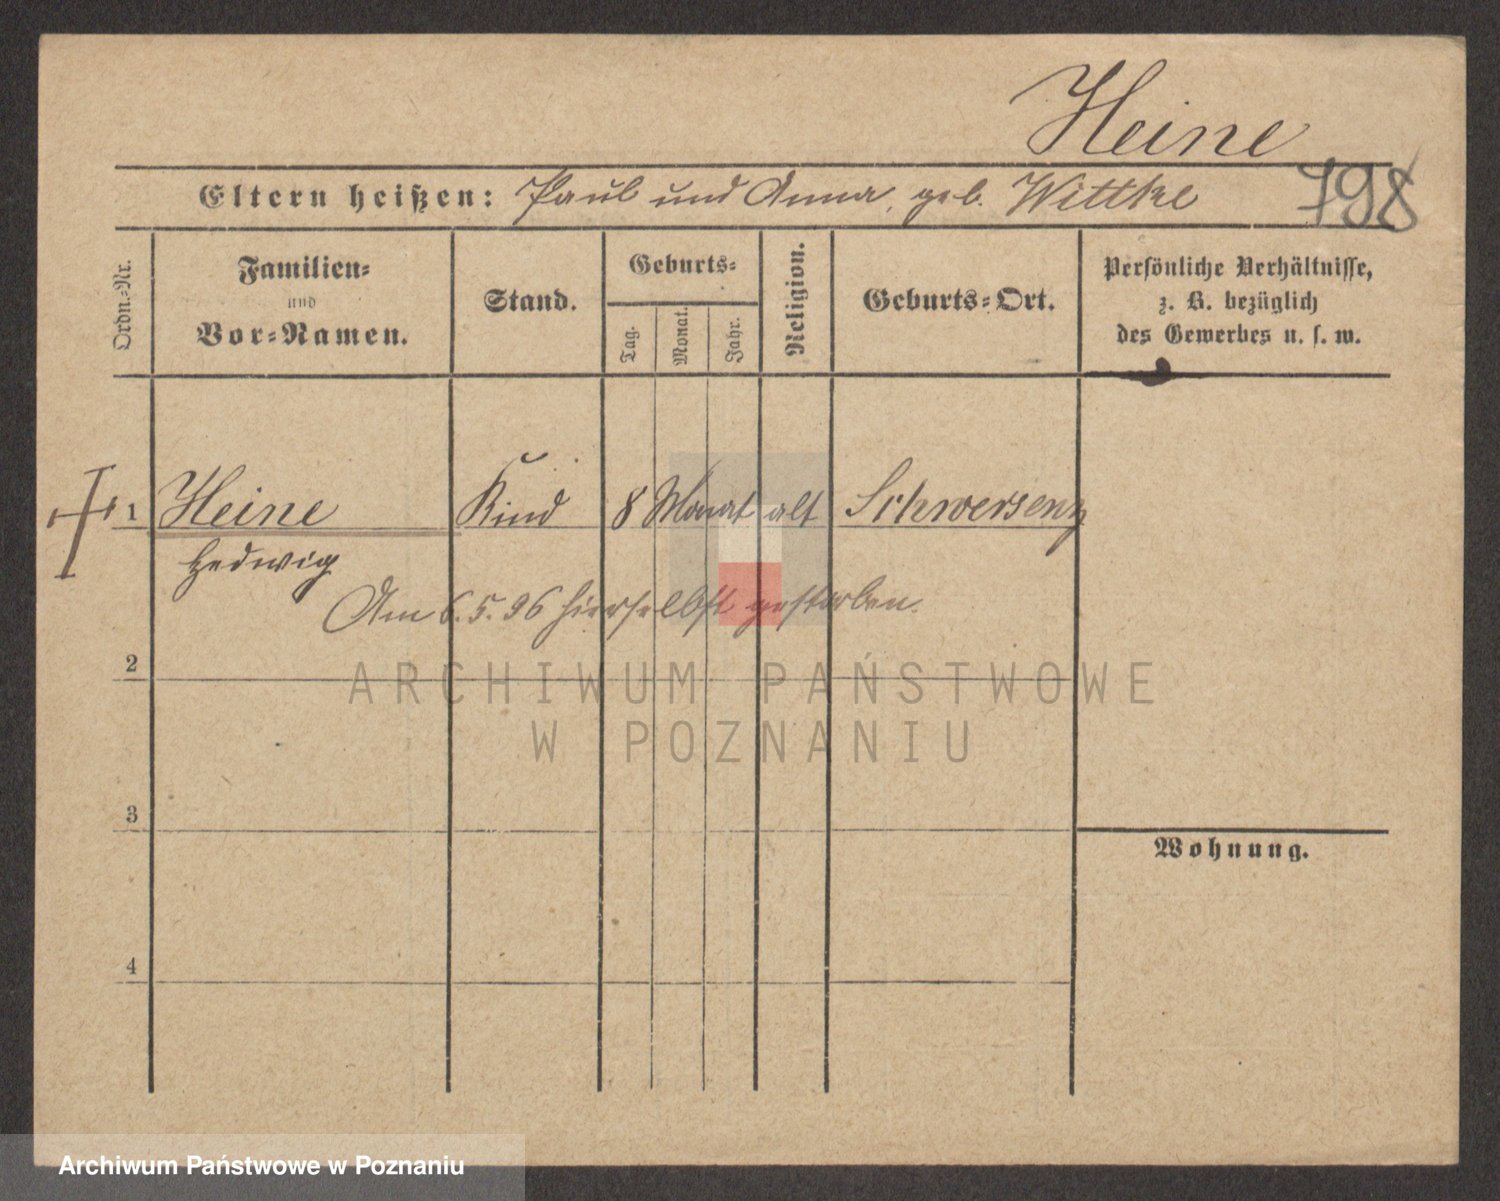 Heine
Eltern heißen: Paul und Anna, geb. Wittke
798
Ordn.=Nr.
Familien=
und
Vor=Namen.
Stand.
Geburts=
Tag.
Monat.
Jahr.
Religion.
Geburts=Ort.
Persönliche Verhältnisse,
z. B. bezüglich
des Gewerbes u. s. w.
1 Heine Kind 8 Monat alt Schwersenz
Hedwig
Am 6.5.96 hierselbst gestorben.
2
ARCHIWUM PAŃSTWOWE
W POZNANIU
3
Wohnung.
4
Archiwum Państwowe w Poznaniu